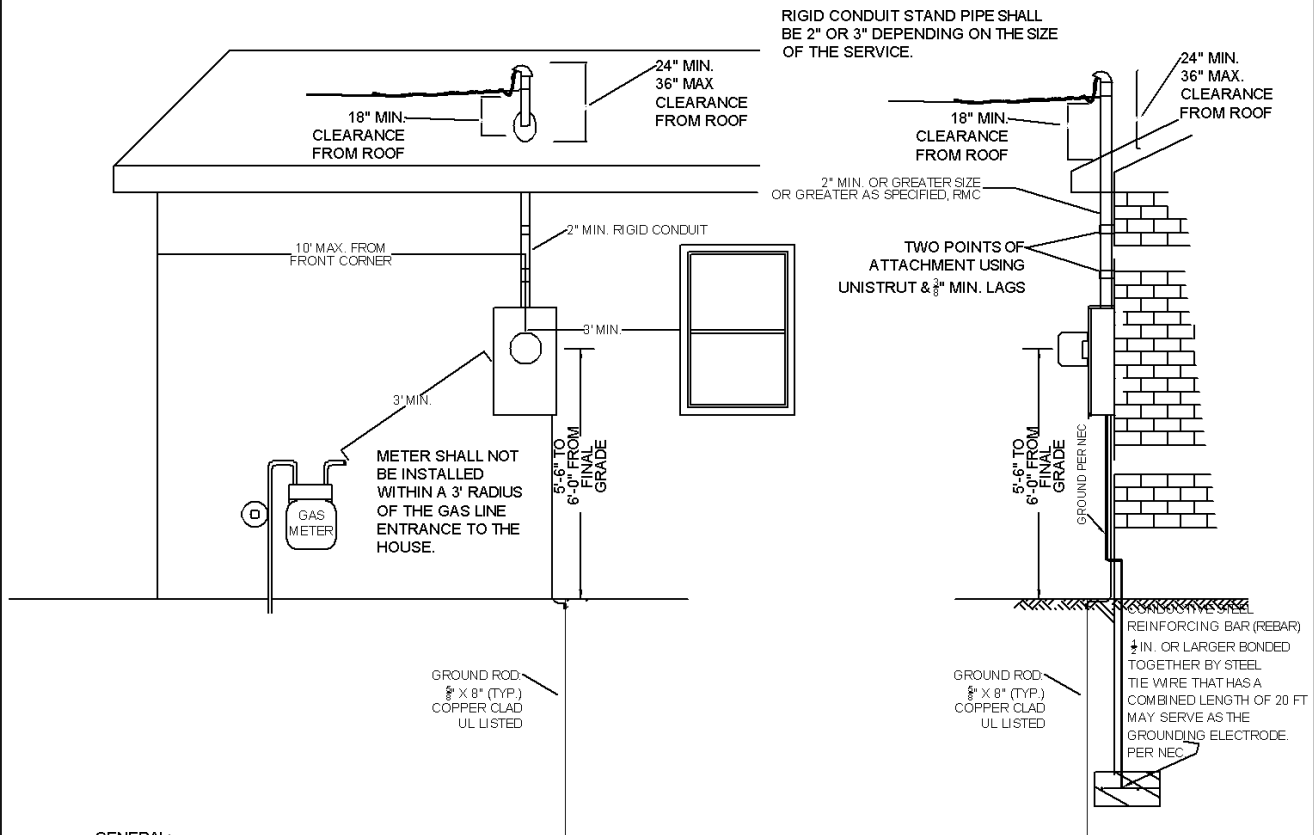 RIGID CONDUIT STAND PIPE SHALL
BE 2" OR 3" DEPENDING ON THE SIZE
OF THE SERVICE.
24" MIN.
36" MAX
CLEARANCE
FROM ROOF
18" MIN.
CLEARANCE
FROM ROOF
24" MIN.
36" MAX.
CLEARANCE
FROM ROOF
18" MIN.
CLEARANCE
FROM ROOF
2" MIN. OR GREATER SIZE
OR GREATER AS SPECIFIED, RMC
2" MIN. RIGID CONDUIT
10' MAX. FROM
FRONT CORNER
TWO POINTS OF
ATTACHMENT USING
UNISTRUT & 3/8" MIN. LAGS
3' MIN.
3' MIN.
METER SHALL NOT
BE INSTALLED
WITHIN A 3' RADIUS
OF THE GAS LINE
ENTRANCE TO THE
HOUSE.
GAS
METER
5'-6" TO
6'-0" FROM
FINAL
GRADE
5'-6" TO
6'-0" FROM
FINAL
GRADE
GROUND PER NEC
GROUND ROD:
5/8" X 8" (TYP.)
COPPER CLAD
UL LISTED
GROUND ROD:
5/8" X 8" (TYP.)
COPPER CLAD
UL LISTED
CONDUCTIVE STEEL
REINFORCING BAR (REBAR)
1/2 IN. OR LARGER BONDED
TOGETHER BY STEEL
TIE WIRE THAT HAS A
COMBINED LENGTH OF 20 FT
MAY SERVE AS THE
GROUNDING ELECTRODE.
PER NEC
GENERAL: